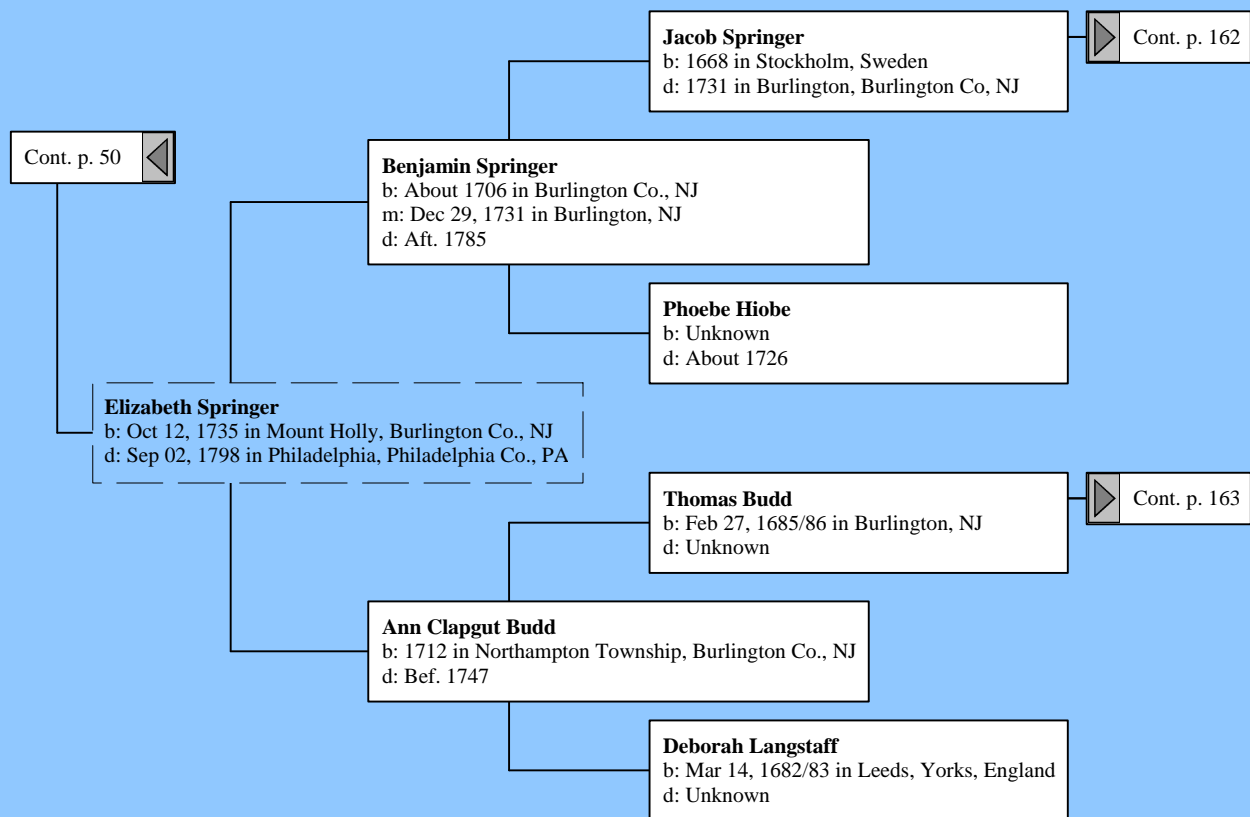 Jacob Springer
b: 1668 in Stockholm, Sweden
d: 1731 in Burlington, Burlington Co, NJ
Cont. p. 162
Cont. p. 50
Benjamin Springer
b: About 1706 in Burlington Co., NJ
m: Dec 29, 1731 in Burlington, NJ
d: Aft. 1785
Phoebe Hiobe
b: Unknown
d: About 1726
Elizabeth Springer
b: Oct 12, 1735 in Mount Holly, Burlington Co., NJ
d: Sep 02, 1798 in Philadelphia, Philadelphia Co., PA
Thomas Budd
b: Feb 27, 1685/86 in Burlington, NJ
d: Unknown
Cont. p. 163
Ann Clapgut Budd
b: 1712 in Northampton Township, Burlington Co., NJ
d: Bef. 1747
Deborah Langstaff
b: Mar 14, 1682/83 in Leeds, Yorks, England
d: Unknown